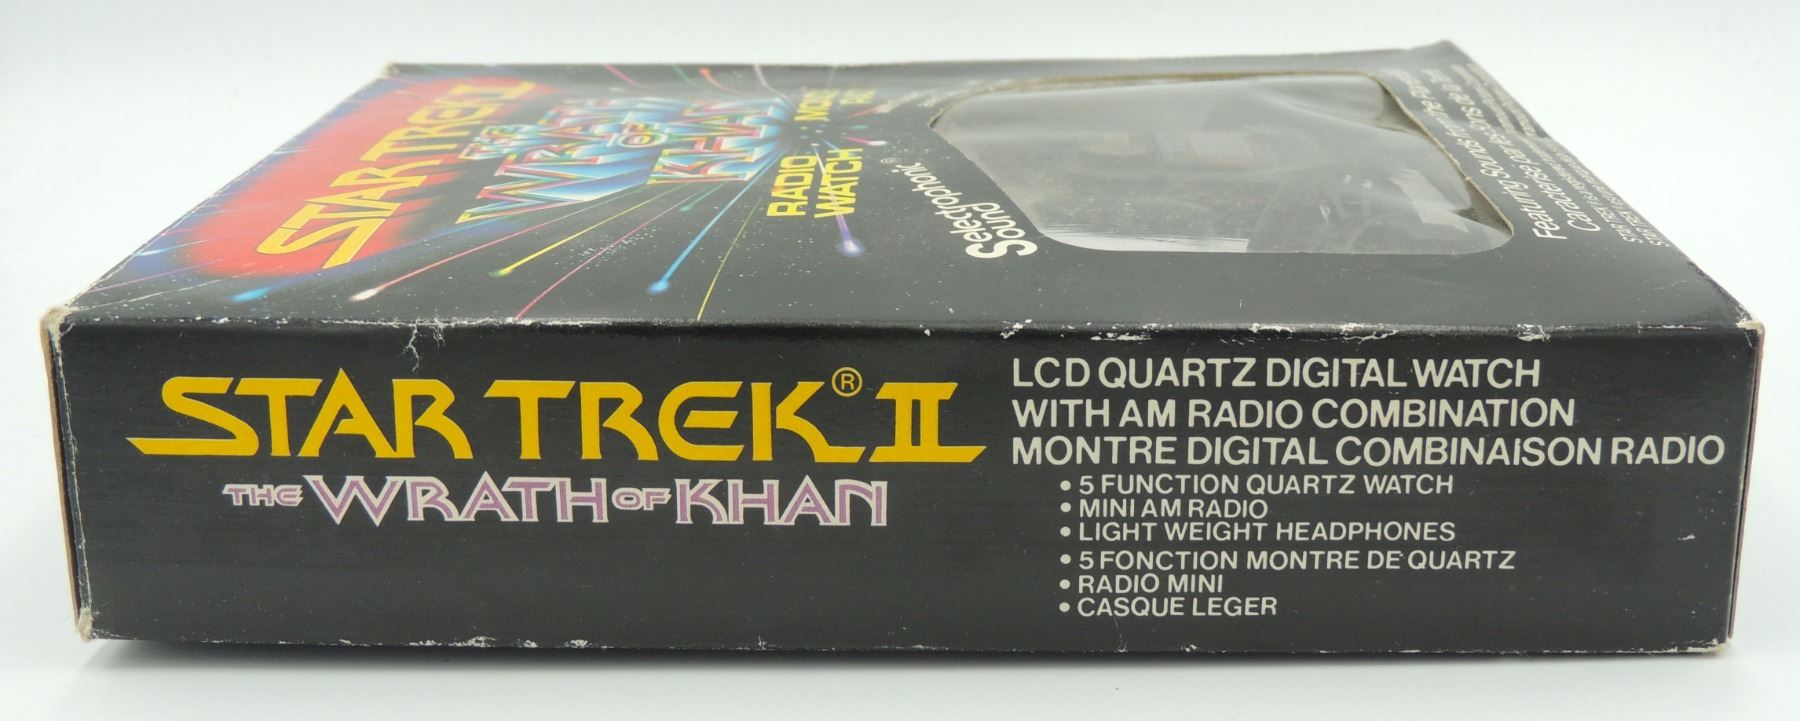 STAR TREK II
THE
WRATH
OF
KHAN
RADIO
WATCH
Selectrophonic®
Sound
STAR TREK® II
THE WRATH OF KHAN
LCD QUARTZ DIGITAL WATCH
WITH AM RADIO COMBINATION
MONTRE DIGITAL COMBINAISON RADIO
• 5 FUNCTION QUARTZ WATCH
• MINI AM RADIO
• LIGHT WEIGHT HEADPHONES
• 5 FONCTION MONTRE DE QUARTZ
• RADIO MINI
• CASQUE LEGER